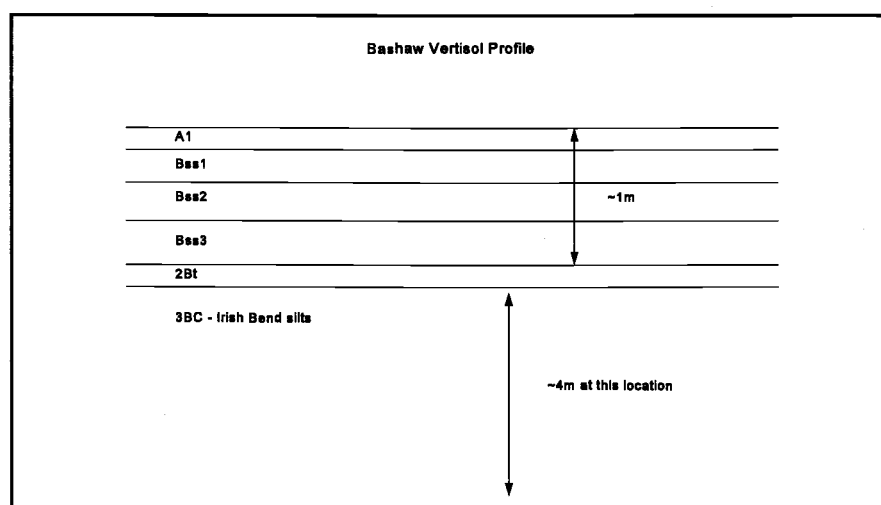 Bashaw Vertisol Profile
A1
Bss1
Bss2
~1m
Bss3
2Bt
3BC - Irish Bend silts
~4m at this location